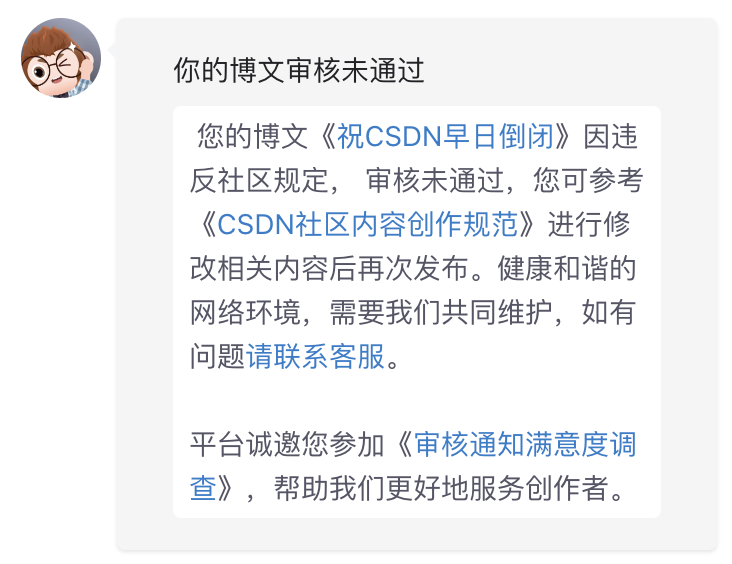 你的博文审核未通过
您的博文《祝CSDN早日倒闭》因违
反社区规定， 审核未通过，您可参考
《CSDN社区内容创作规范》进行修
改相关内容后再次发布。健康和谐的
网络环境，需要我们共同维护，如有
问题请联系客服。
平台诚邀您参加《审核通知满意度调
查》，帮助我们更好地服务创作者。